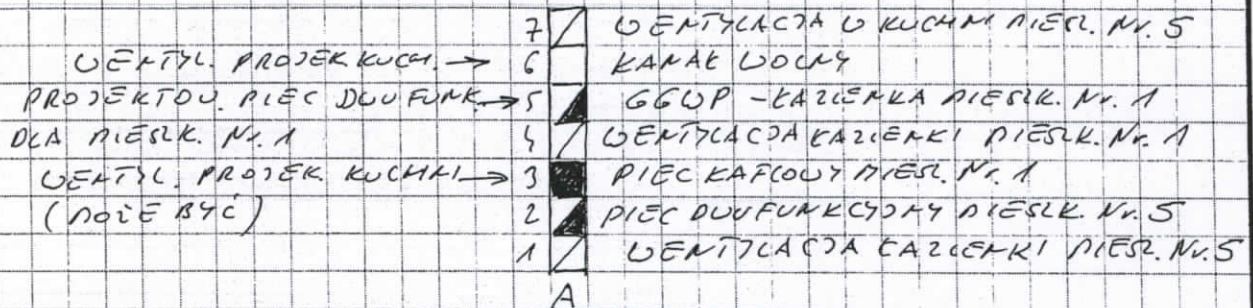 7 WENTYLACJA W KUCHNI MIESZ. Nr. 5
WENTYL. PROJEK KUCH. → 6 KANAŁ WOLNY
PROJEKTOW. PIEC DWUFUNK. → 5 GGWP - ŁAZIENKA MIESZK. Nr. 1
DLA MIESZK. Nr. 1 4 WENTYLACJA ŁAZIENKI MIESZK. Nr. 1
WENTYL. PROJEK. KUCHNI → 3 PIEC KAFLOWY MIESZ. Nr. 1
(MOŻE BYĆ) 2 PIEC DWUFUNKCYJNY MIESZK. Nr. 5
1 WENTYLACJA ŁAZIENKI MIESZ. Nr. 5
A